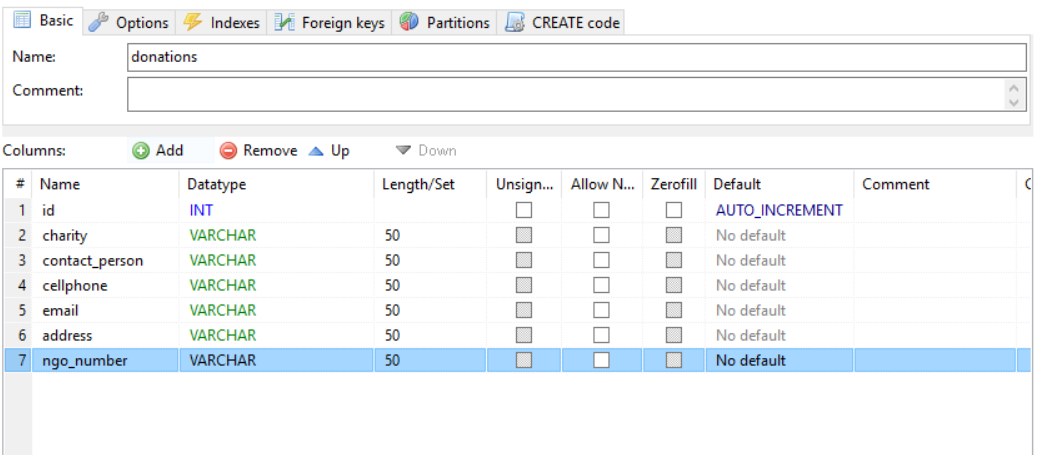 Basic Options Indexes Foreign keys Partitions CREATE code
Name: donations
Comment:
Columns: Add Remove Up Down
# Name Datatype Length/Set Unsign... Allow N... Zerofill Default Comment C
1 id INT AUTO_INCREMENT
2 charity VARCHAR 50 No default
3 contact_person VARCHAR 50 No default
4 cellphone VARCHAR 50 No default
5 email VARCHAR 50 No default
6 address VARCHAR 50 No default
7 ngo_number VARCHAR 50 No default